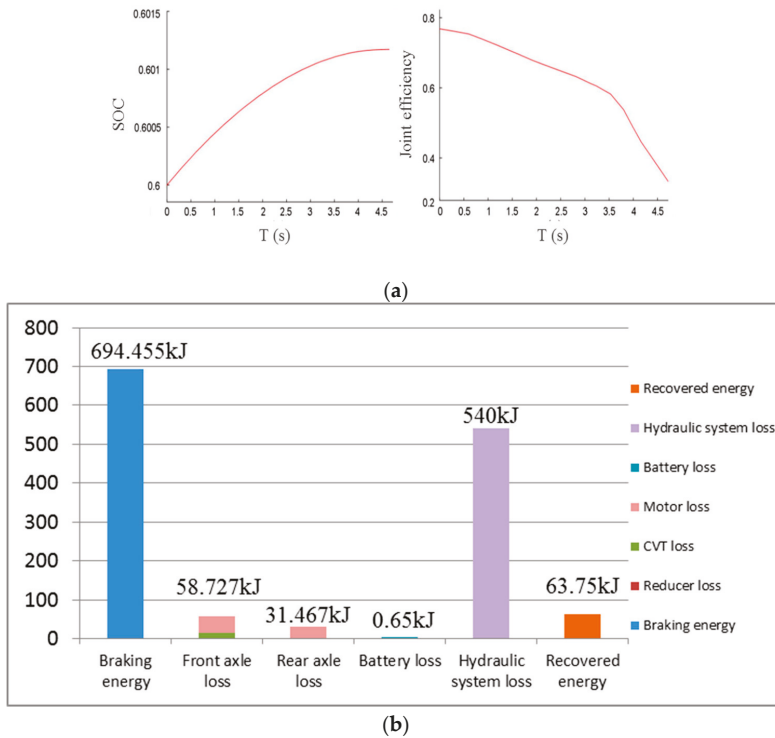 0.6015
0.601
0.6005
0.6
SOC
0 0.5 1 1.5 2 2.5 3 3.5 4 4.5
T (s)
0.8
0.6
0.4
0.2
Joint efficiency
0 0.5 1 1.5 2 2.5 3 3.5 4 4.5
T (s)
(a)
800
700
600
500
400
300
200
100
0
694.455kJ
58.727kJ
31.467kJ
0.65kJ
540kJ
63.75kJ
Braking energy
Front axle loss
Rear axle loss
Battery loss
Hydraulic system loss
Recovered energy
Recovered energy
Hydraulic system loss
Battery loss
Motor loss
CVT loss
Reducer loss
Braking energy
(b)